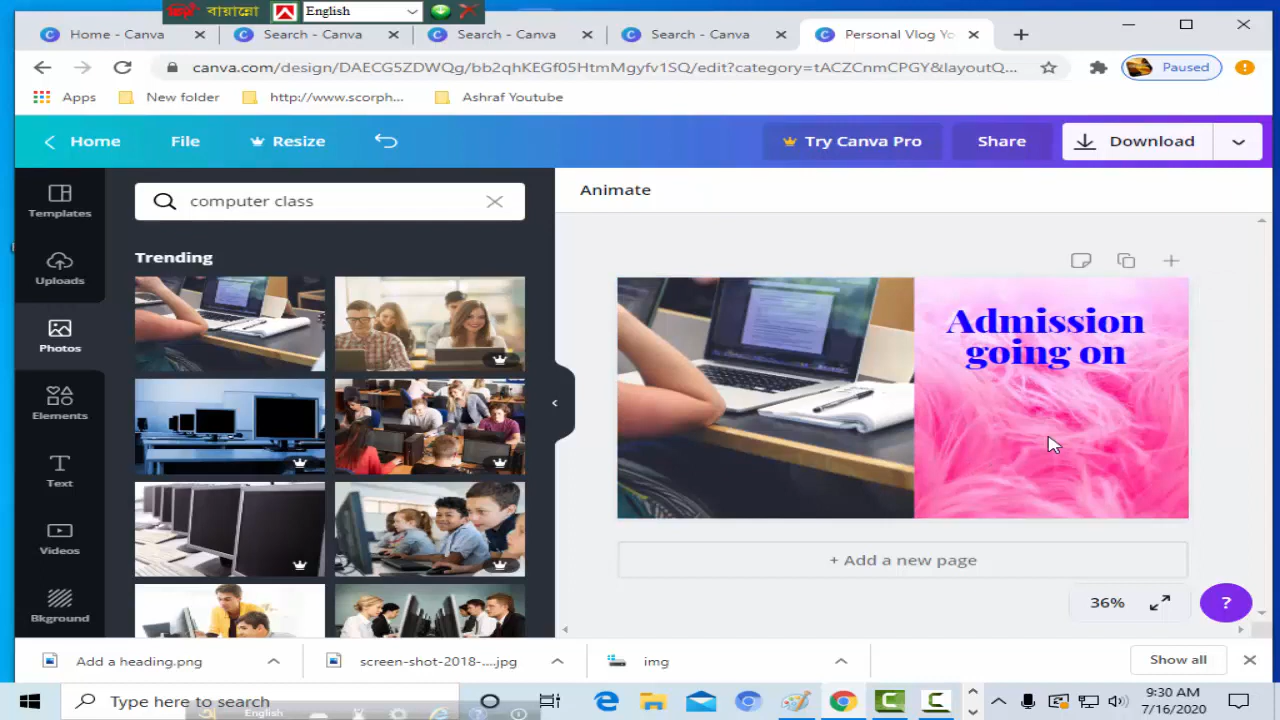 বায়ান্নো
English
Home - Canva
Search - Canva
Search - Canva
Search - Canva
Personal Vlog Yo
canva.com/design/DAECG5ZDWQg/bb2dhKEGf05HtmMgyfv1SQ/edit?category=tACZCnmCPGY&layoutQ...
Paused
Apps
New folder
http://www.scorph...
Ashraf Youtube
Home
File
Resize
Try Canva Pro
Share
Download
Templates
Uploads
Photos
Elements
Text
Videos
Bkground
computer class
Trending
Animate
Admission
going on
+ Add a new page
36%
?
Add a heading.png
screen-shot-2018-....jpg
img
Show all
Type here to search
English
9:30 AM
7/16/2020